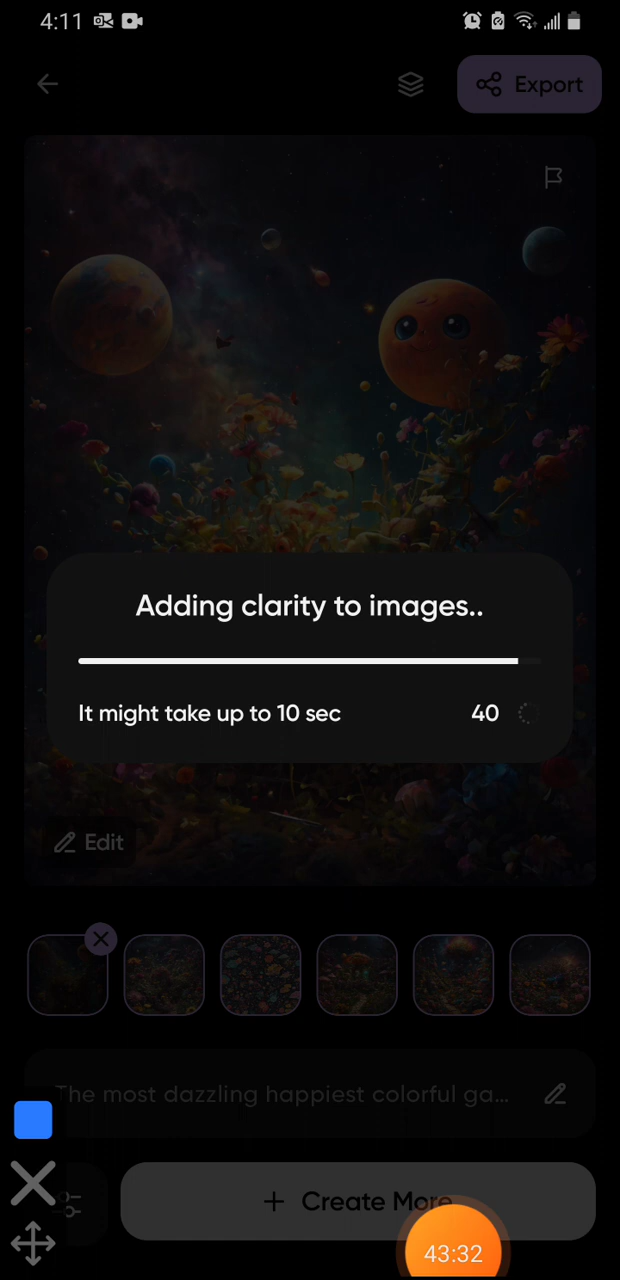 4:11
Export
Adding clarity to images..
It might take up to 10 sec
40
Edit
The most dazzling happiest colorful ga...
Create More
43:32